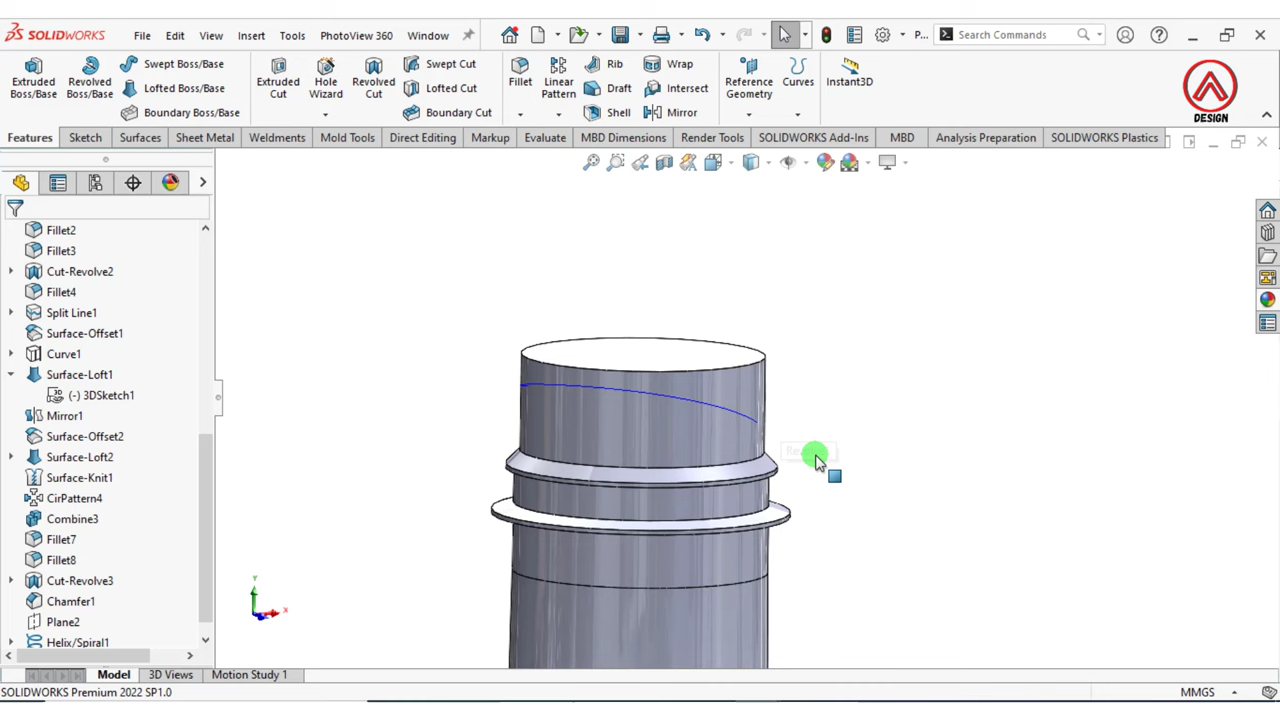 SOLIDWORKS File Edit View Insert Tools PhotoView 360 Window P... Search Commands
Extruded Boss/Base
Revolved Boss/Base
Swept Boss/Base
Lofted Boss/Base
Boundary Boss/Base
Extruded Cut
Hole Wizard
Revolved Cut
Swept Cut
Lofted Cut
Boundary Cut
Fillet
Linear Pattern
Rib
Draft
Shell
Wrap
Intersect
Mirror
Reference Geometry
Curves
Instant3D
DESIGN
Features Sketch Surfaces Sheet Metal Weldments Mold Tools Direct Editing Markup Evaluate MBD Dimensions Render Tools SOLIDWORKS Add-Ins MBD Analysis Preparation SOLIDWORKS Plastics
Fillet2
Fillet3
Cut-Revolve2
Fillet4
Split Line1
Surface-Offset1
Curve1
Surface-Loft1
(-) 3DSketch1
Mirror1
Surface-Offset2
Surface-Loft2
Surface-Knit1
CirPattern4
Combine3
Fillet7
Fillet8
Cut-Revolve3
Chamfer1
Plane2
Helix/Spiral1
Y
X
Model 3D Views Motion Study 1
SOLIDWORKS Premium 2022 SP1.0 MMGS